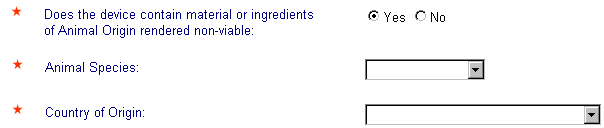 Does the device contain material or ingredients Yes No
of Animal Origin rendered non-viable:
Animal Species:
Country of Origin: